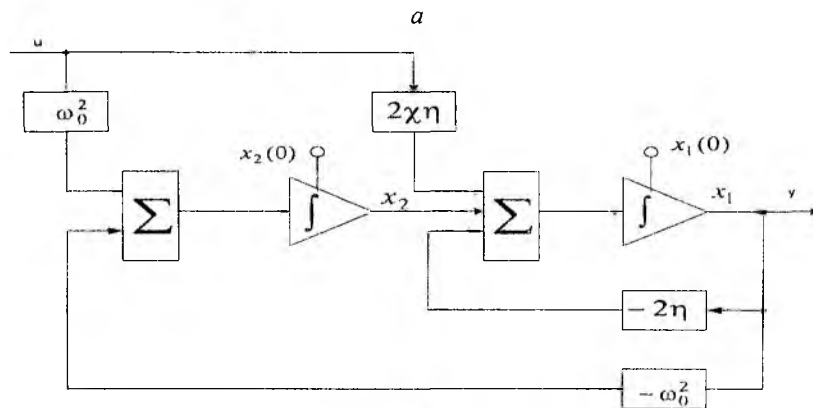 a
u
ω₀²
2χη
x₂(0)
x₁(0)
Σ
∫
x₂
Σ
∫
x₁
y
− 2η
− ω₀²